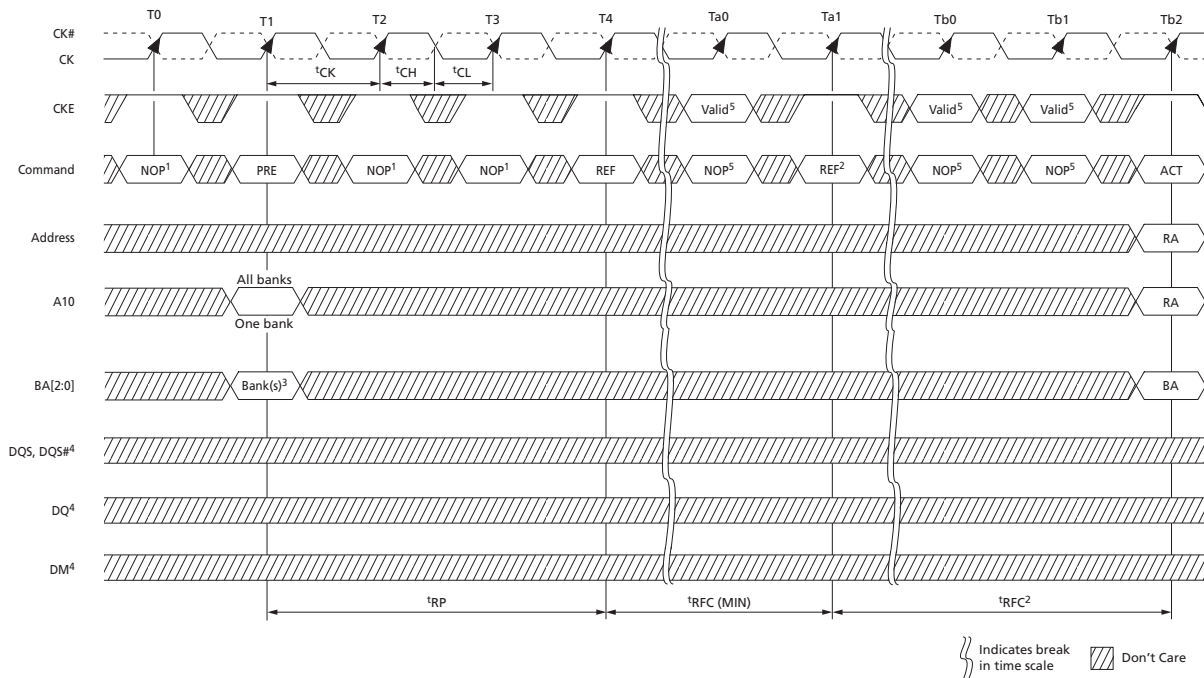 T0 T1 T2 T3 T4 Ta0 Ta1 Tb0 Tb1 Tb2
CK#
CK
tCK tCH tCL
CKE Valid5 Valid5 Valid5
Command NOP1 PRE NOP1 NOP1 REF NOP5 REF2 NOP5 NOP5 ACT
Address RA
All banks
A10 RA
One bank
BA[2:0] Bank(s)3 BA
DQS, DQS#4
DQ4
DM4
tRP tRFC (MIN) tRFC2
Indicates break
in time scale
Don't Care